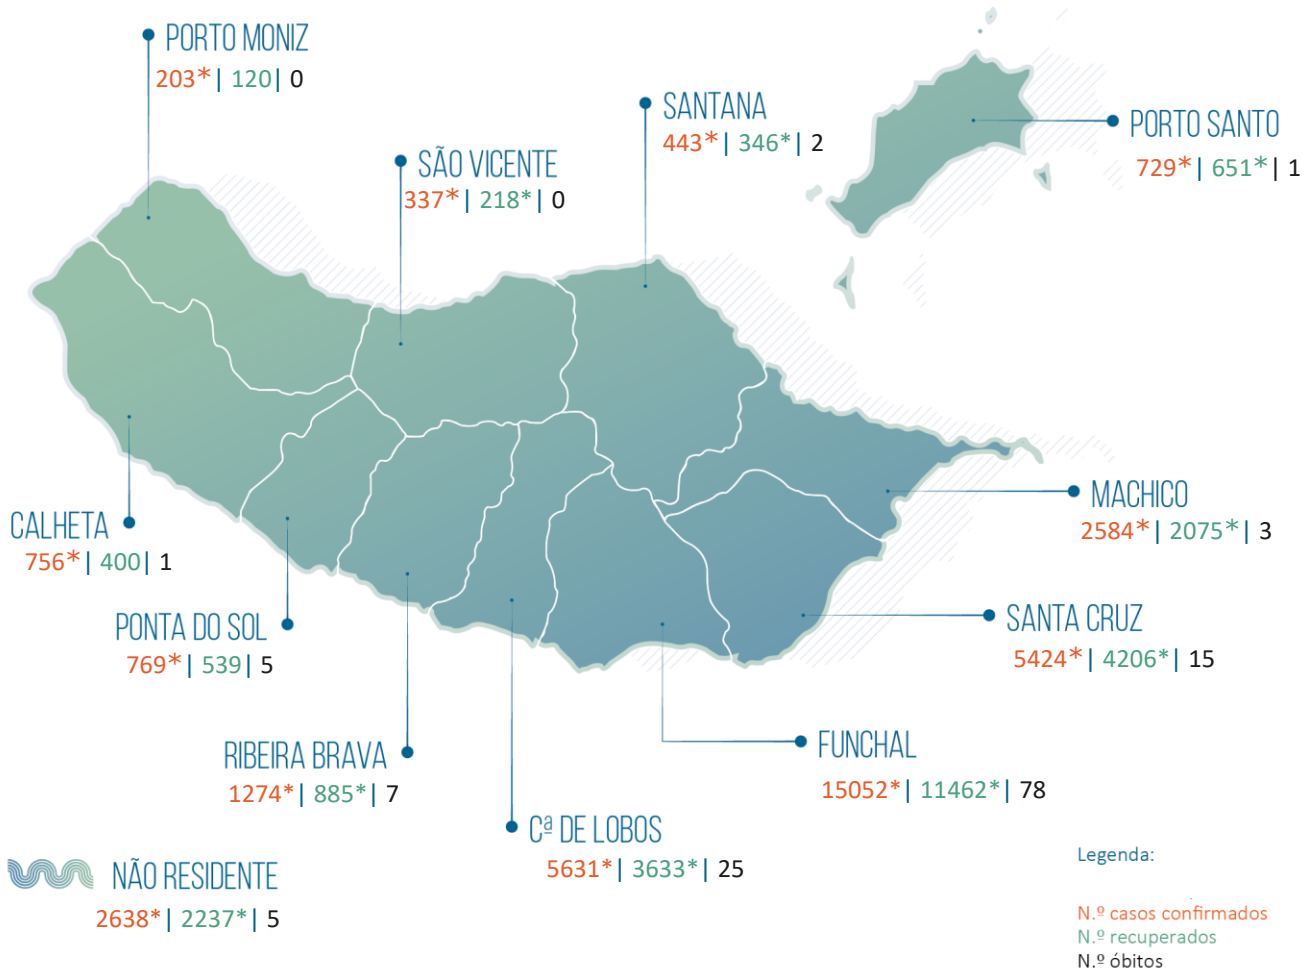 PORTO MONIZ
203*| 120| 0
SANTANA
443*| 346*| 2
PORTO SANTO
729*| 651*| 1
SÃO VICENTE
337*| 218*| 0
MACHICO
2584*| 2075*| 3
CALHETA
756*| 400| 1
SANTA CRUZ
5424*| 4206*| 15
PONTA DO SOL
769*| 539| 5
RIBEIRA BRAVA
1274*| 885*| 7
FUNCHAL
15052*| 11462*| 78
Cª DE LOBOS
5631*| 3633*| 25
NÃO RESIDENTE
2638*| 2237*| 5
Legenda:
N.º casos confirmados
N.º recuperados
N.º óbitos